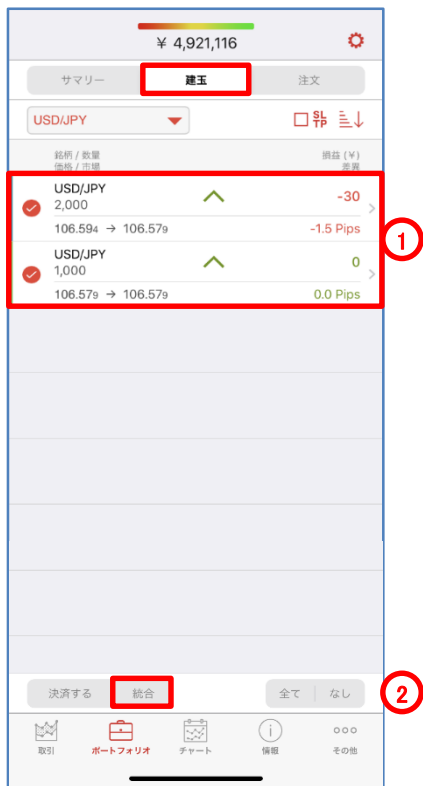 ¥ 4,921,116
サマリー 建玉 注文
USD/JPY SL TP
銘柄 / 数量 損益 (¥)
価格 / 市場 差異
USD/JPY
2,000 -30
106.594 → 106.579 -1.5 Pips
1
USD/JPY
1,000 0
106.579 → 106.579 0.0 Pips
決済する 統合 全て なし 2
取引 ポートフォリオ チャート 情報 その他